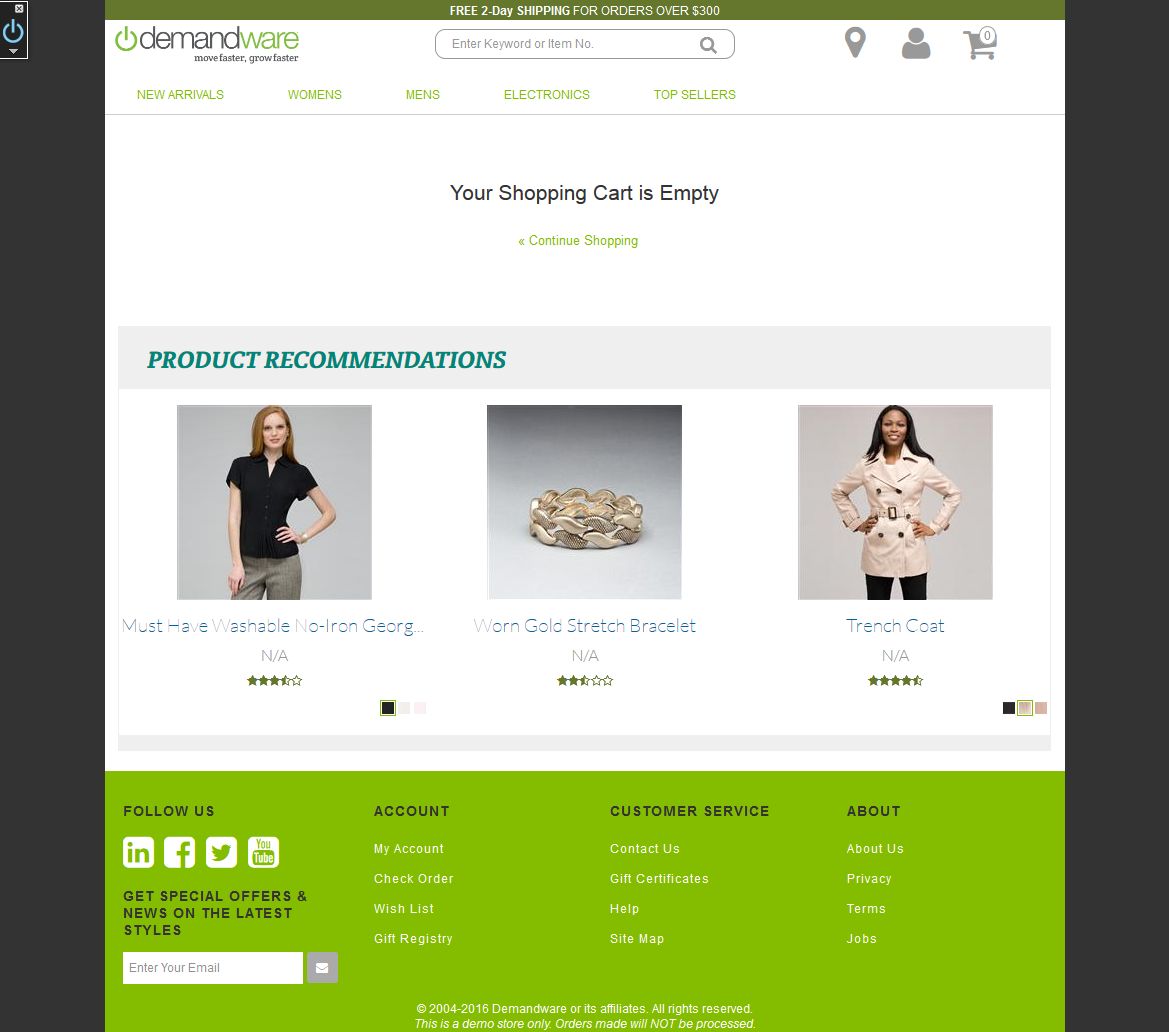 FREE 2-Day SHIPPING FOR ORDERS OVER $300
demandware
move faster, grow faster
Enter Keyword or Item No.
0
NEW ARRIVALS WOMENS MENS ELECTRONICS TOP SELLERS
Your Shopping Cart is Empty
« Continue Shopping
PRODUCT RECOMMENDATIONS
Must Have Washable No-Iron Georg... Worn Gold Stretch Bracelet Trench Coat
N/A N/A N/A
FOLLOW US
in f You Tube
GET SPECIAL OFFERS &
NEWS ON THE LATEST
STYLES
Enter Your Email
ACCOUNT
My Account
Check Order
Wish List
Gift Registry
CUSTOMER SERVICE
Contact Us
Gift Certificates
Help
Site Map
ABOUT
About Us
Privacy
Terms
Jobs
© 2004-2016 Demandware or its affiliates. All rights reserved.
This is a demo store only. Orders made will NOT be processed.